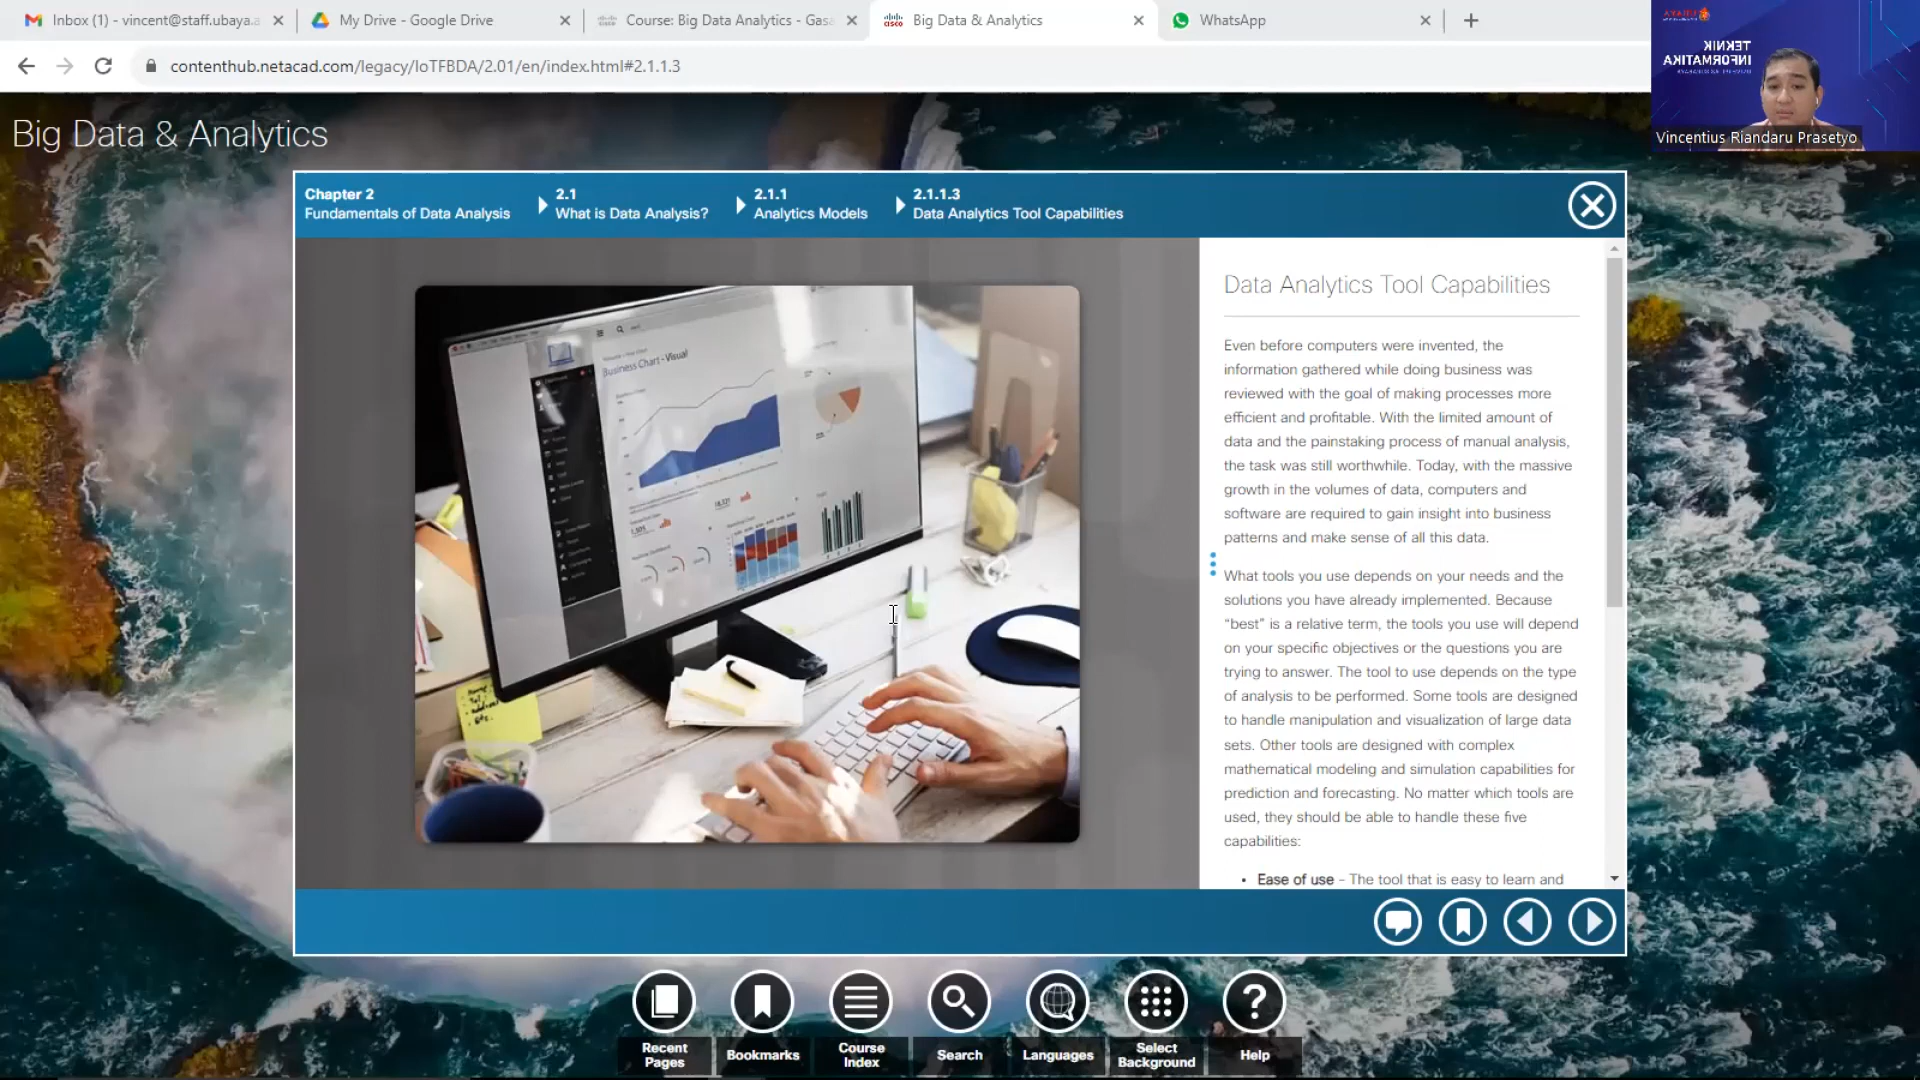 Inbox (1) - vincent@staff.ubaya.a
My Drive - Google Drive
Course: Big Data Analytics - Gasa
Big Data & Analytics
WhatsApp
contenthub.netacad.com/legacy/IoTFBDA/2.01/en/index.html#2.1.1.3
TEKNIK
INFORMATIKA
Vincentius Riandaru Prasetyo
Big Data & Analytics
Chapter 2
Fundamentals of Data Analysis
2.1
What is Data Analysis?
2.1.1
Analytics Models
2.1.1.3
Data Analytics Tool Capabilities
Business Chart - Visual
Data Analytics Tool Capabilities
Even before computers were invented, the
information gathered while doing business was
reviewed with the goal of making processes more
efficient and profitable. With the limited amount of
data and the painstaking process of manual analysis,
the task was still worthwhile. Today, with the massive
growth in the volumes of data, computers and
software are required to gain insight into business
patterns and make sense of all this data.
What tools you use depends on your needs and the
solutions you have already implemented. Because
“best” is a relative term, the tools you use will depend
on your specific objectives or the questions you are
trying to answer. The tool to use depends on the type
of analysis to be performed. Some tools are designed
to handle manipulation and visualization of large data
sets. Other tools are designed with complex
mathematical modeling and simulation capabilities for
prediction and forecasting. No matter which tools are
used, they should be able to handle these five
capabilities:
• Ease of use - The tool that is easy to learn and
Recent
Pages
Bookmarks
Course
Index
Search
Languages
Select
Background
Help